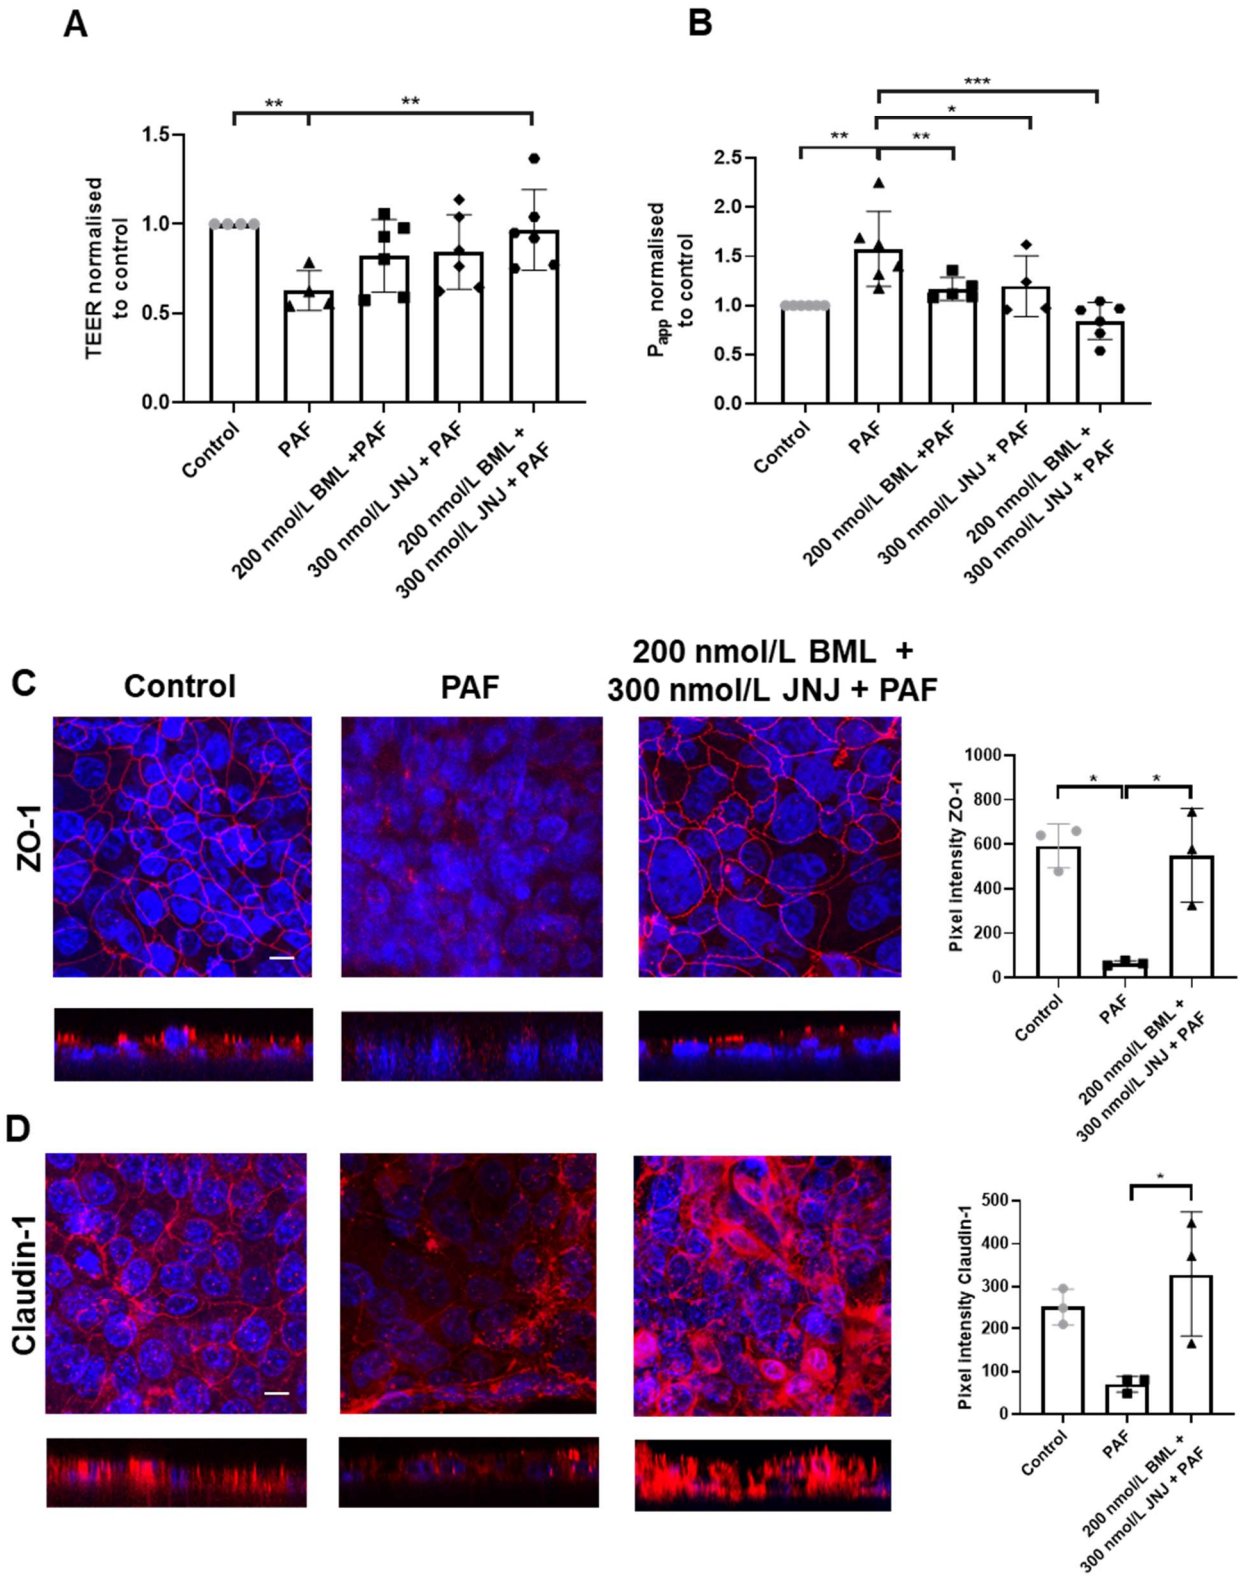 A
** **
1.5
1.0
0.5
0.0
TEER normalised
to control
Control
PAF
200 nmol/L BML +PAF
300 nmol/L JNJ + PAF
200 nmol/L BML +
300 nmol/L JNJ + PAF
B
***
*
** **
2.5
2.0
1.5
1.0
0.5
0.0
Papp normalised
to control
Control
PAF
200 nmol/L BML +PAF
300 nmol/L JNJ + PAF
200 nmol/L BML +
300 nmol/L JNJ + PAF
C
Control
PAF
200 nmol/L BML +
300 nmol/L JNJ + PAF
ZO-1
* *
1000
800
600
400
200
0
Pixel intensity ZO-1
Control
PAF
200 nmol/L BML +
300 nmol/L JNJ + PAF
D
Claudin-1
*
500
400
300
200
100
0
Pixel intensity Claudin-1
Control
PAF
200 nmol/L BML +
300 nmol/L JNJ + PAF